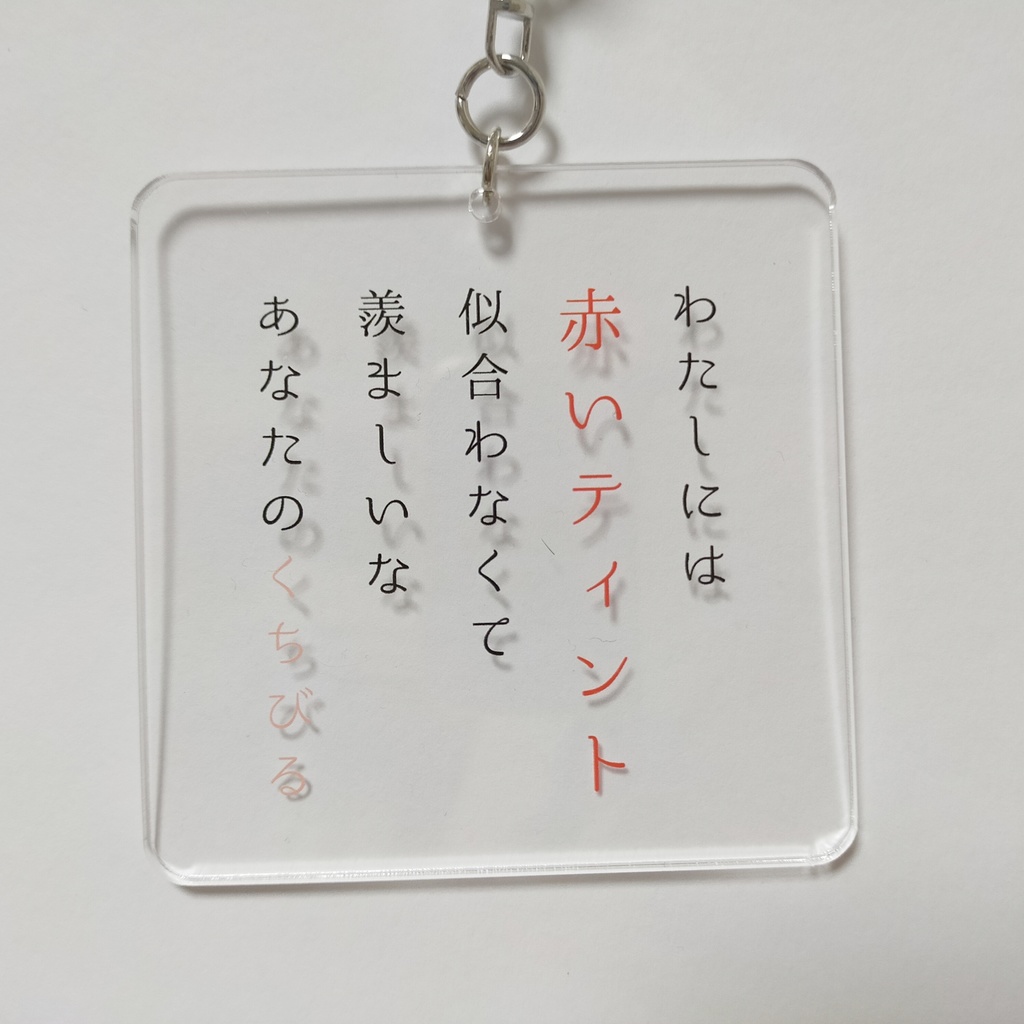 わたしには
赤いティント
似合わなくて
羨ましいな
あなたのくちびる